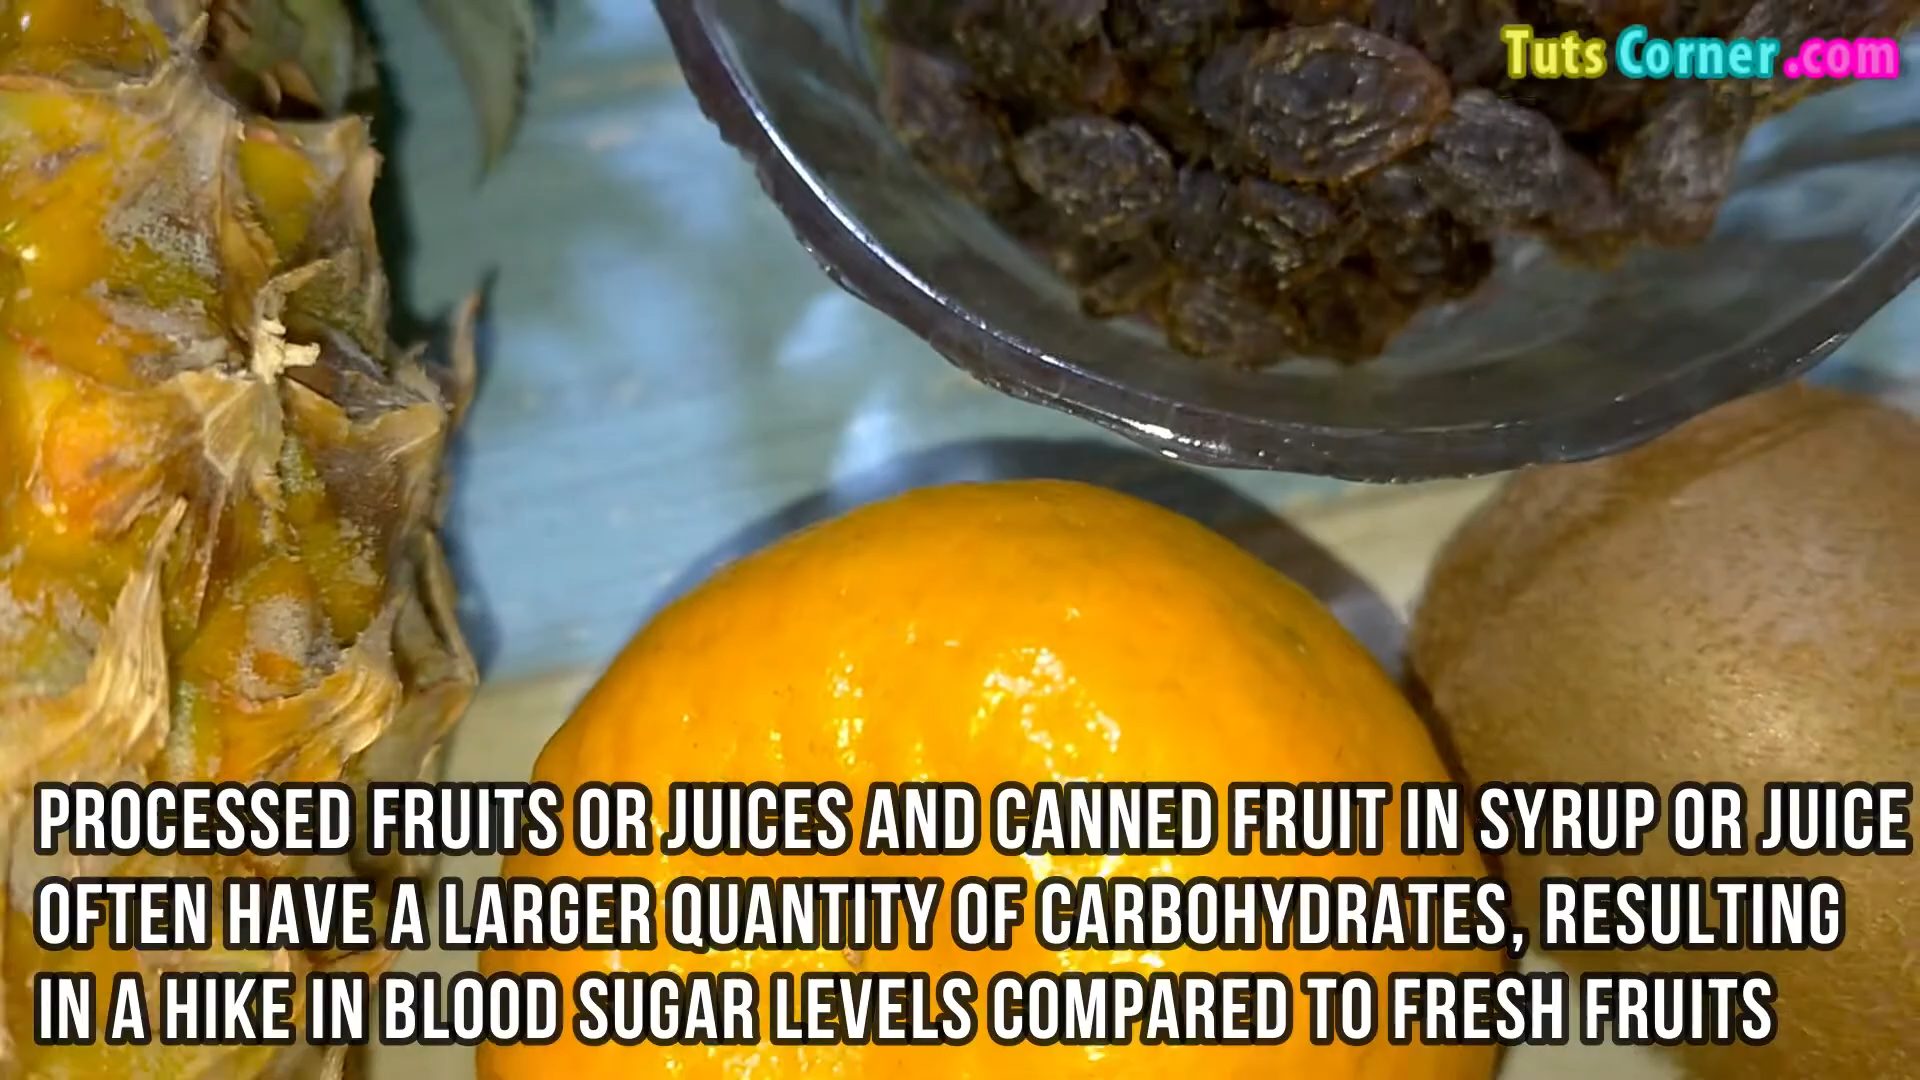 Tuts Corner .com
PROCESSED FRUITS OR JUICES AND CANNED FRUIT IN SYRUP OR JUICE
OFTEN HAVE A LARGER QUANTITY OF CARBOHYDRATES, RESULTING
IN A HIKE IN BLOOD SUGAR LEVELS COMPARED TO FRESH FRUITS